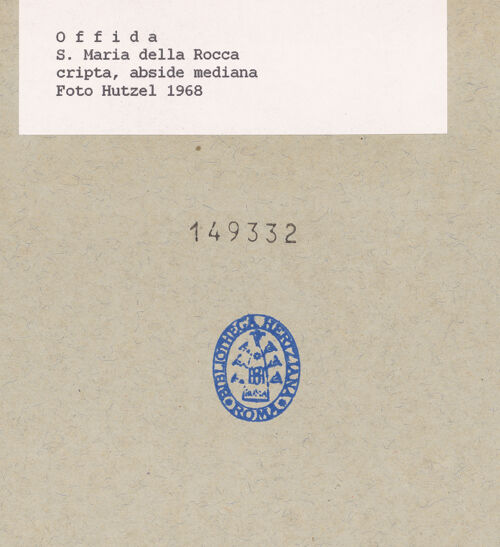 O f f i d a
S. Maria della Rocca
cripta, abside mediana
Foto Hutzel 1968
149332
BIBLIOTHECA HERTZIANA
ROMA